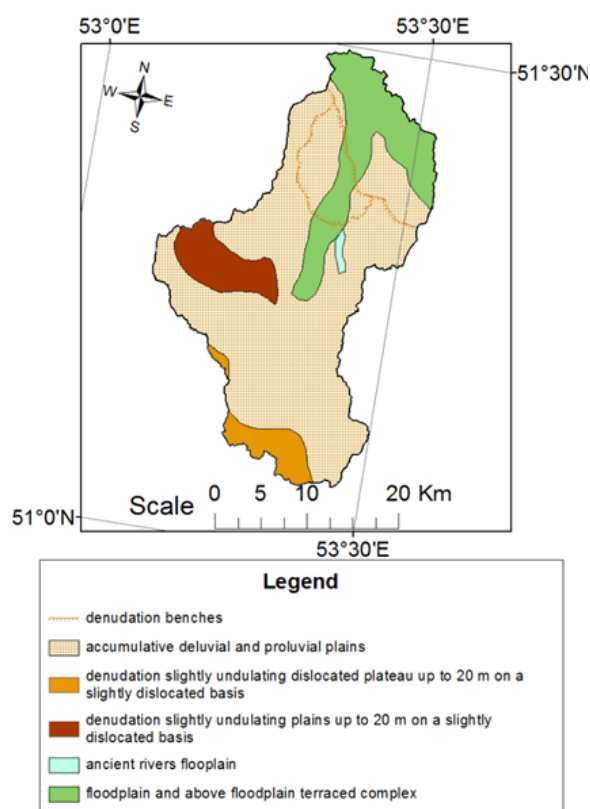 53°0'E
53°30'E
51°30'N
N
W
E
S
Scale
0 5 10 20 Km
51°0'N
53°30'E
Legend
denudation benches
accumulative deluvial and proluvial plains
denudation slightly undulating dislocated plateau up to 20 m on a
slightly dislocated basis
denudation slightly undulating plains up to 20 m on a slightly
dislocated basis
ancient rivers flooplain
floodplain and above floodplain terraced complex